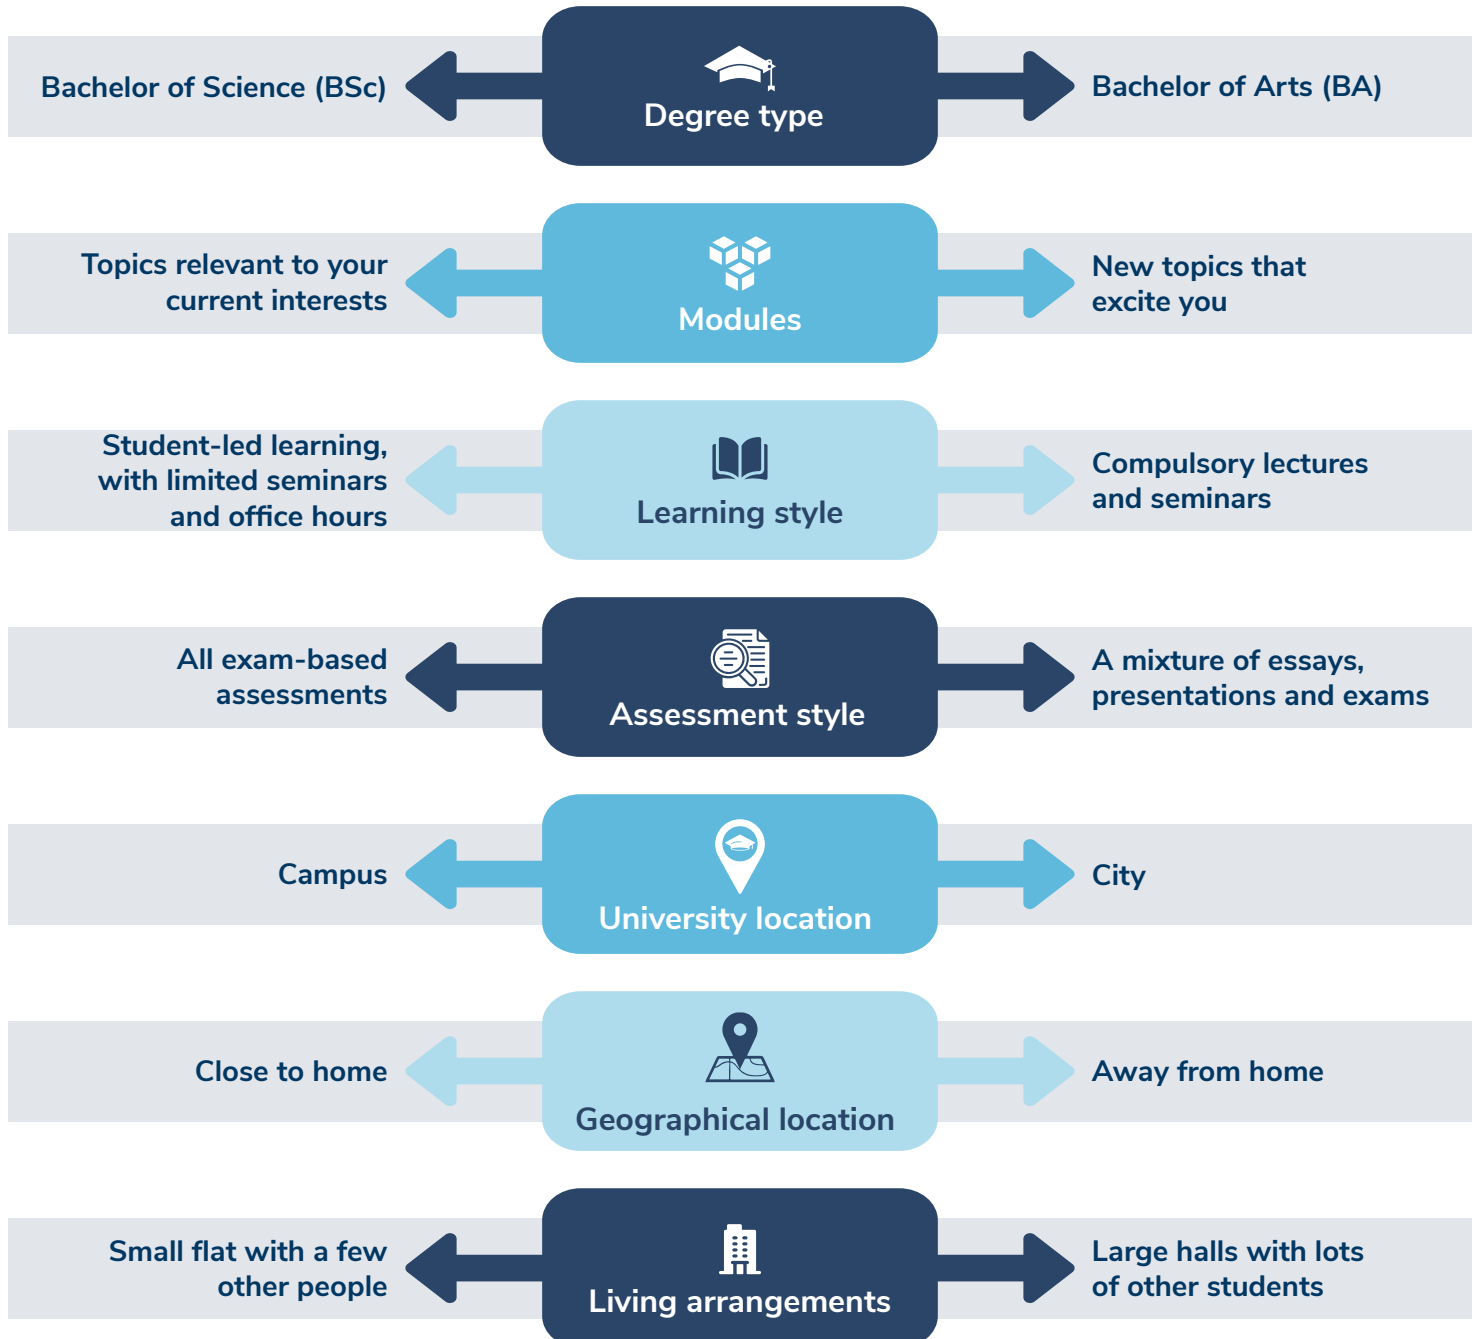 Bachelor of Science (BSc)
Degree type
Bachelor of Arts (BA)
Topics relevant to your
current interests
Modules
New topics that
excite you
Student-led learning,
with limited seminars
and office hours
Learning style
Compulsory lectures
and seminars
All exam-based
assessments
Assessment style
A mixture of essays,
presentations and exams
Campus
University location
City
Close to home
Geographical location
Away from home
Small flat with a few
other people
Living arrangements
Large halls with lots
of other students